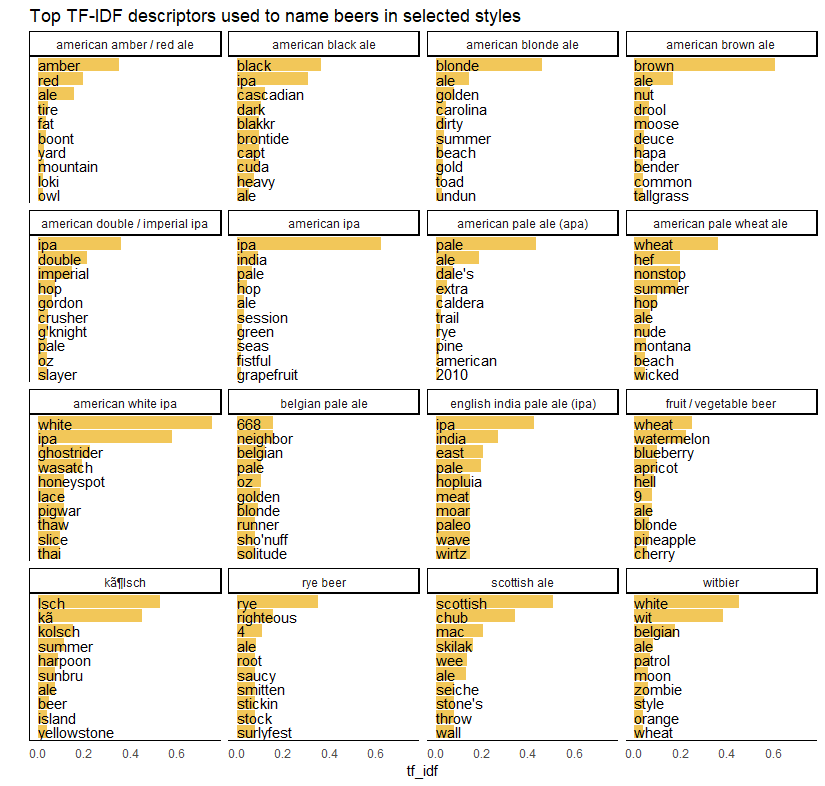 Top TF-IDF descriptors used to name beers in selected styles
american amber / red ale
amber
red
ale
tire
fat
boont
yard
mountain
loki
owl
american black ale
black
ipa
cascadian
dark
blakkr
brontide
capt
cuda
heavy
ale
american blonde ale
blonde
ale
golden
carolina
dirty
summer
beach
gold
toad
undun
american brown ale
brown
ale
nut
drool
moose
deuce
hapa
bender
common
tallgrass
american double / imperial ipa
ipa
double
imperial
hop
gordon
crusher
g'knight
pale
oz
slayer
american ipa
ipa
india
pale
hop
ale
session
green
seas
fistful
grapefruit
american pale ale (apa)
pale
ale
dale's
extra
caldera
trail
rye
pine
american
2010
american pale wheat ale
wheat
hef
nonstop
summer
hop
ale
nude
montana
beach
wicked
american white ipa
white
ipa
ghostrider
wasatch
honeyspot
lace
pigwar
thaw
slice
thai
belgian pale ale
668
neighbor
belgian
pale
oz
golden
blonde
runner
sho'nuff
solitude
english india pale ale (ipa)
ipa
india
east
pale
hopluia
meat
moar
paleo
wave
wirtz
fruit / vegetable beer
wheat
watermelon
blueberry
apricot
hell
9
ale
blonde
pineapple
cherry
kã¶lsch
lsch
kã
kolsch
summer
harpoon
sunbru
ale
beer
island
yellowstone
rye beer
rye
righteous
4
ale
root
saucy
smitten
stickin
stock
surlyfest
scottish ale
scottish
chub
mac
skilak
wee
ale
seiche
stone's
throw
wall
witbier
white
wit
belgian
ale
patrol
moon
zombie
style
orange
wheat
0.0 0.2 0.4 0.6
0.0 0.2 0.4 0.6
0.0 0.2 0.4 0.6
0.0 0.2 0.4 0.6
tf_idf